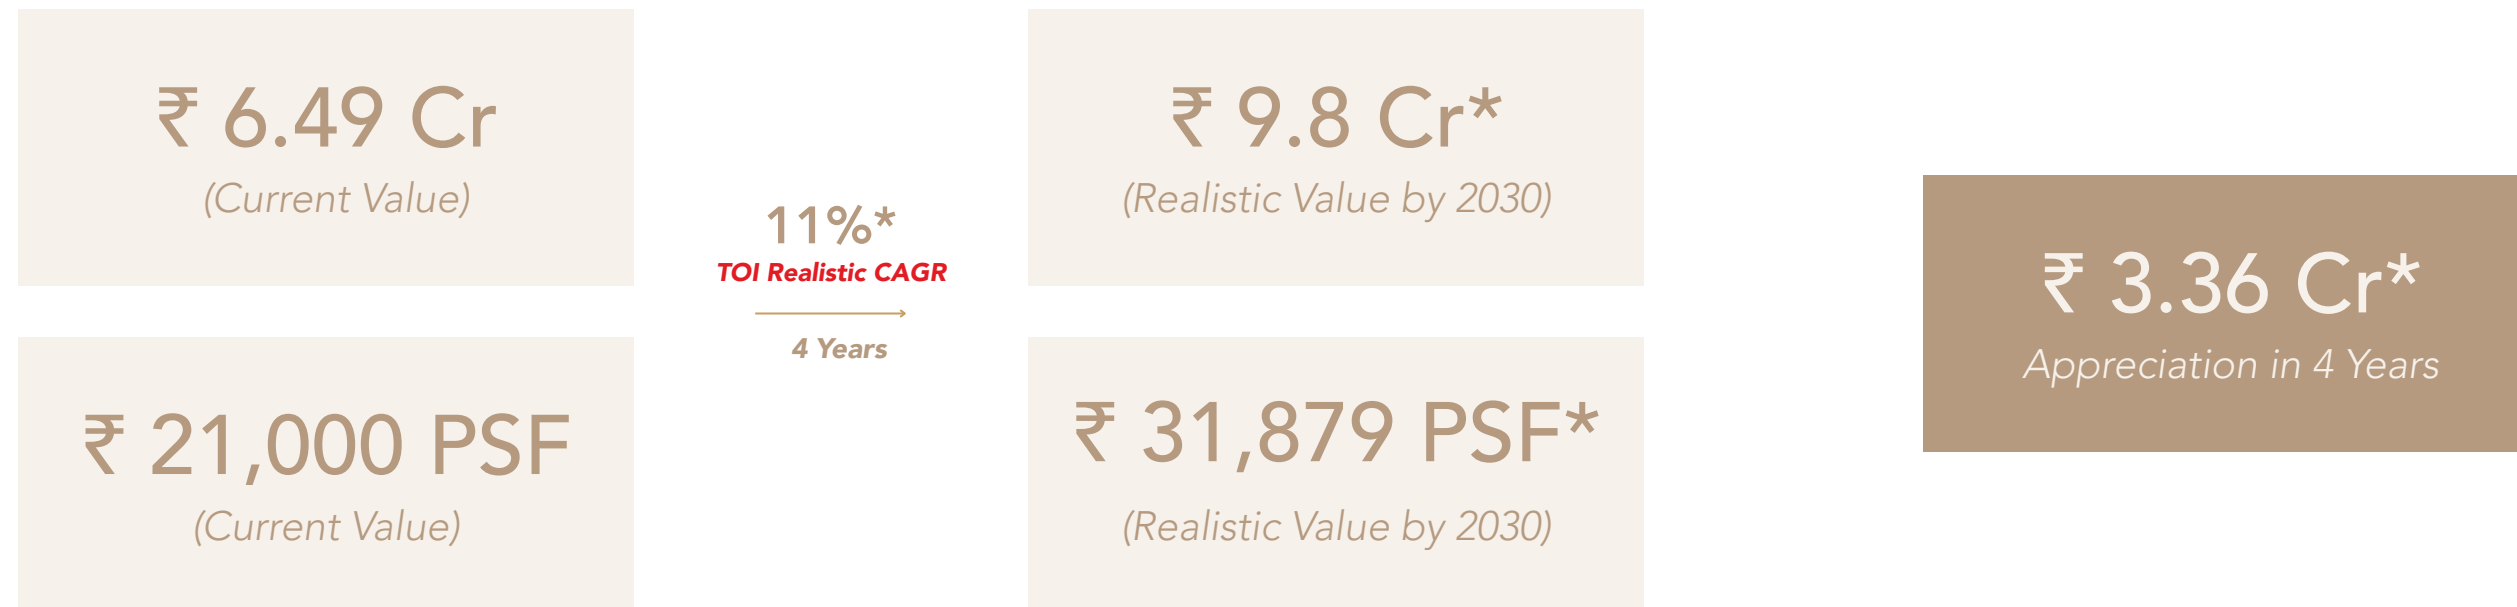 ₹ 6.49 Cr
(Current Value)
₹ 21,000 PSF
(Current Value)
11%*
TOI Realistic CAGR
4 Years
₹ 9.8 Cr*
(Realistic Value by 2030)
₹ 31,879 PSF*
(Realistic Value by 2030)
₹ 3.36 Cr*
Appreciation in 4 Years